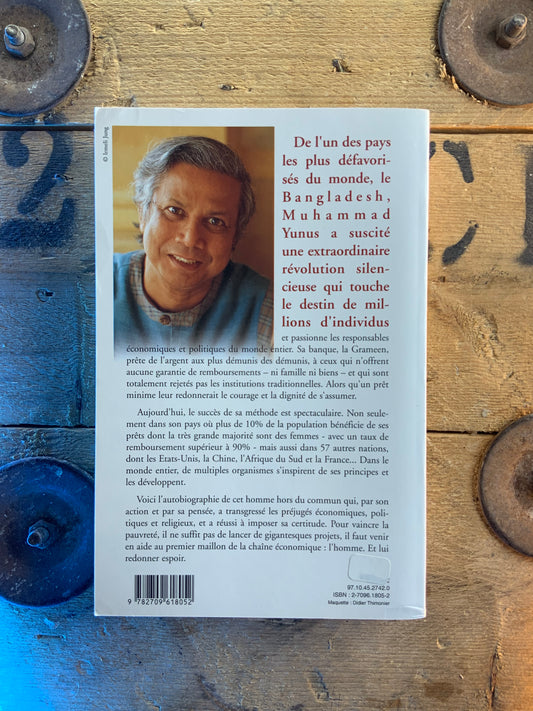 © Irmeli Jung
De l'un des pays
les plus défavori-
sés du monde, le
Bangladesh,
Muhammad
Yunus a suscité
une extraordinaire
révolution silen-
cieuse qui touche
le destin de mil-
lions d'individus
et passionne les responsables
économiques et politiques du monde entier. Sa banque, la Grameen,
prête de l'argent aux plus démunis des démunis, à ceux qui n'offrent
aucune garantie de remboursements – ni famille ni biens – et qui sont
totalement rejetés pas les institutions traditionnelles. Alors qu'un prêt
minime leur redonnerait le courage et la dignité de s'assumer.
Aujourd'hui, le succès de sa méthode est spectaculaire. Non seule-
ment dans son pays où plus de 10% de la population bénéficie de ses
prêts dont la très grande majorité sont des femmes - avec un taux de
remboursement supérieur à 90% - mais aussi dans 57 autres nations,
dont les Etats-Unis, la Chine, l'Afrique du Sud et la France... Dans le
monde entier, de multiples organismes s'inspirent de ses principes et
les développent.
Voici l'autobiographie de cet homme hors du commun qui, par son
action et par sa pensée, a transgressé les préjugés économiques, poli-
tiques et religieux, et a réussi à imposer sa certitude. Pour vaincre la
pauvreté, il ne suffit pas de lancer de gigantesques projets, il faut venir
en aide au premier maillon de la chaîne économique : l'homme. Et lui
redonner espoir.
9 782709 618052
97.10.45.2742.0
ISBN : 2-7096.1805-2
Maquette : Didier Thimonier
2